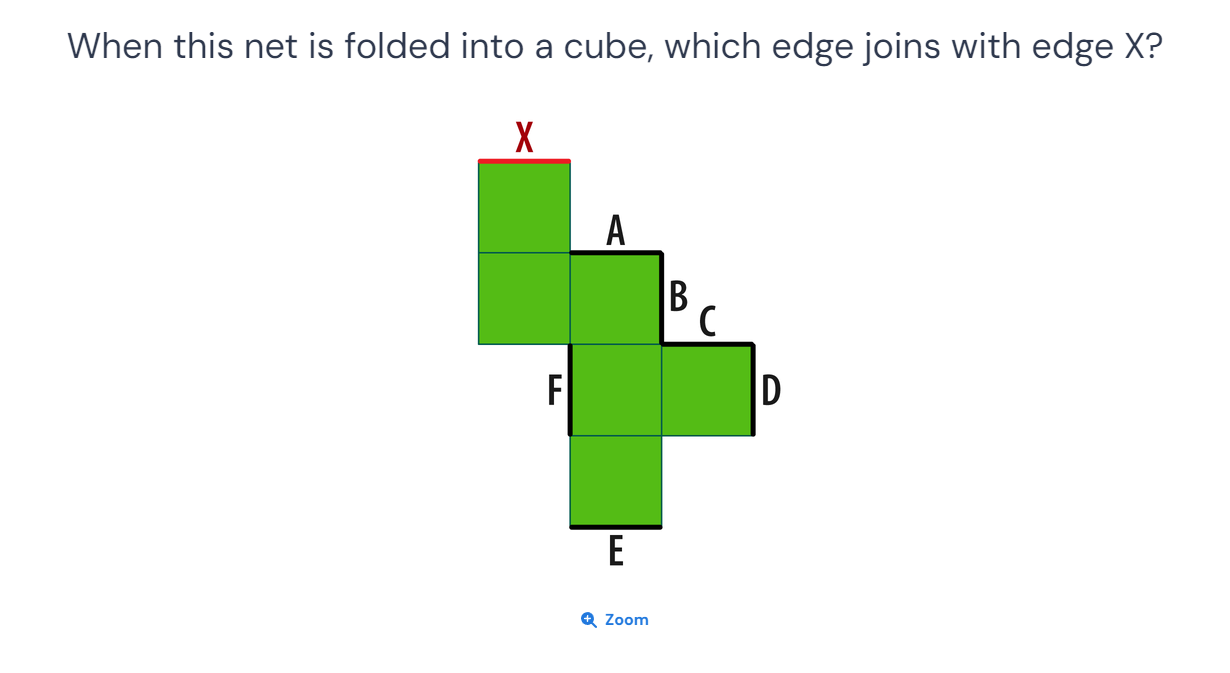 When this net is folded into a cube, which edge joins with edge X?
X
A
B
C
F
D
E
Zoom